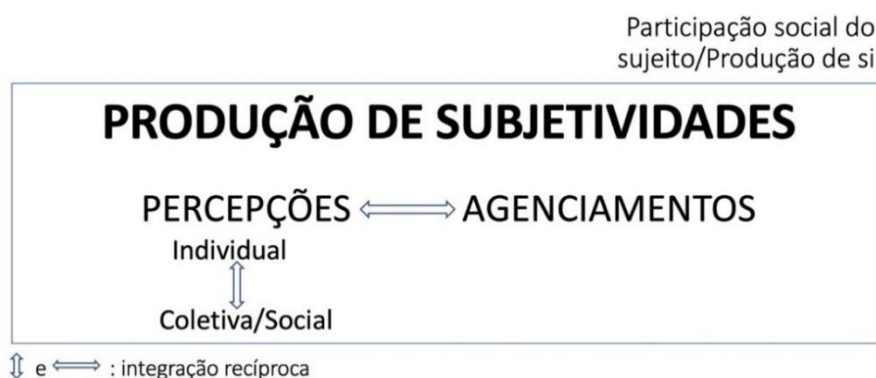 Participação social do
sujeito/Produção de si
PRODUÇÃO DE SUBJETIVIDADES
PERCEPÇÕES AGENCIAMENTOS
Individual
Coletiva/Social
e : integração recíproca